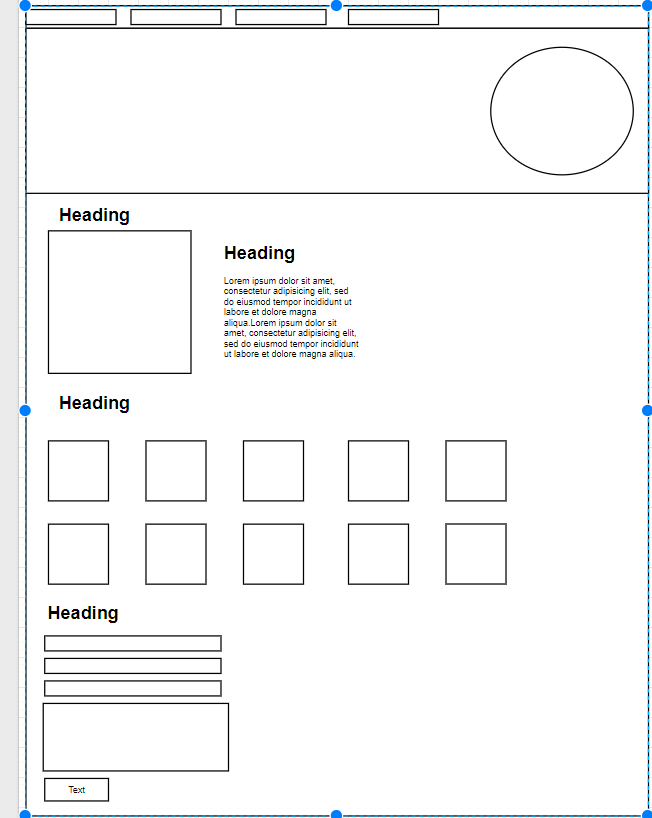 Heading
Heading
Lorem ipsum dolor sit amet,
consectetur adipisicing elit, sed
do eiusmod tempor incididunt ut
labore et dolore magna
aliqua.Lorem ipsum dolor sit
amet, consectetur adipisicing elit,
sed do eiusmod tempor incididunt
ut labore et dolore magna aliqua.
Heading
Heading
Text